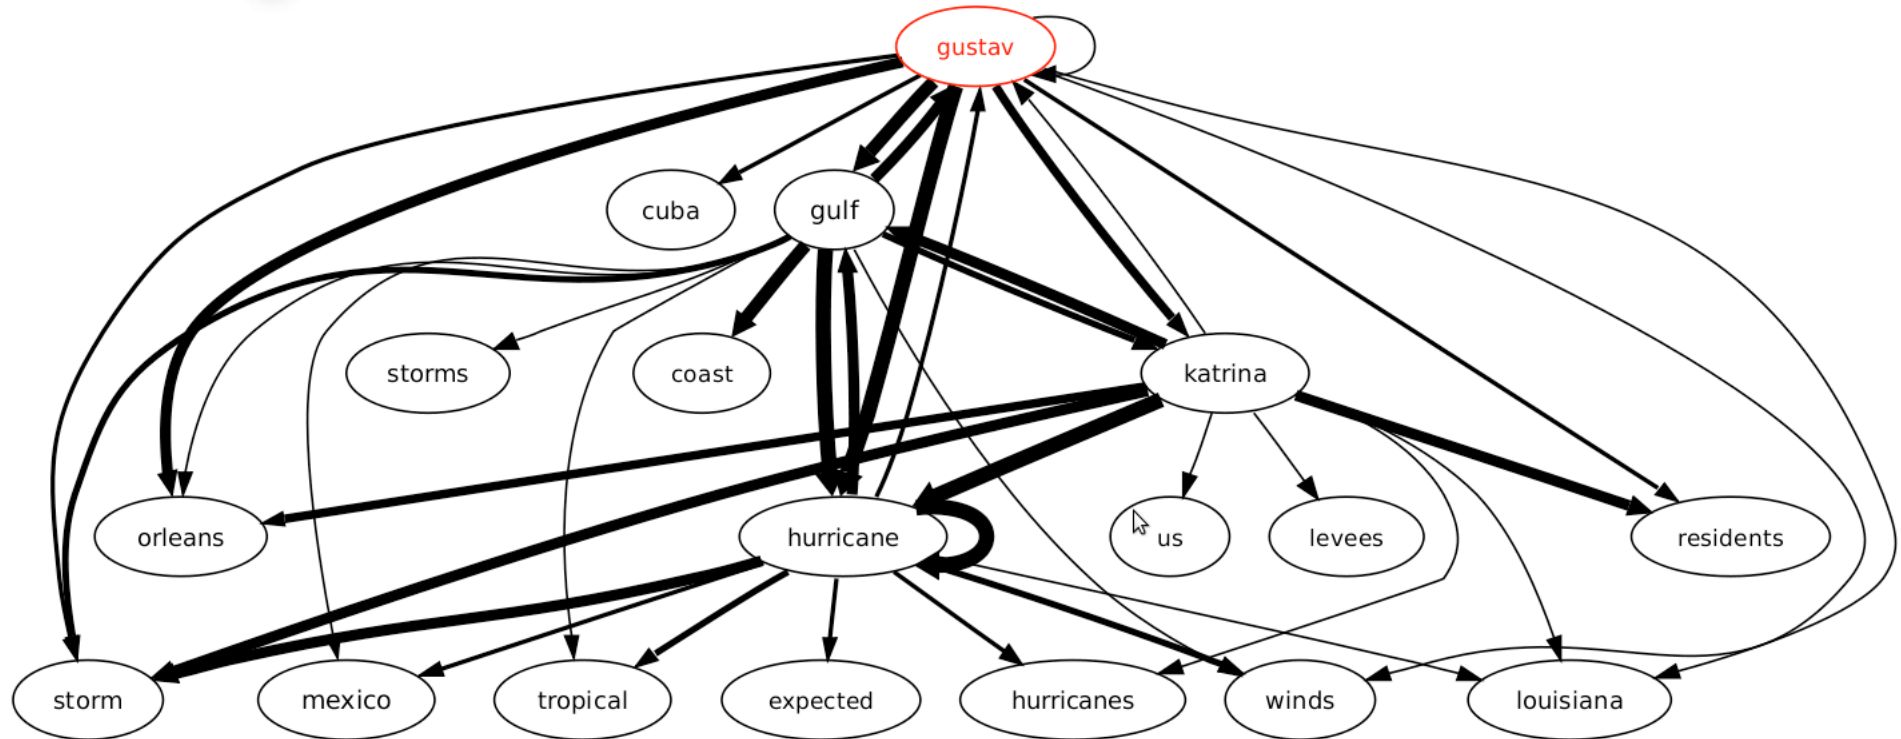 gustav
cuba
gulf
storms
coast
katrina
orleans
hurricane
us
levees
residents
storm
mexico
tropical
expected
hurricanes
winds
louisiana